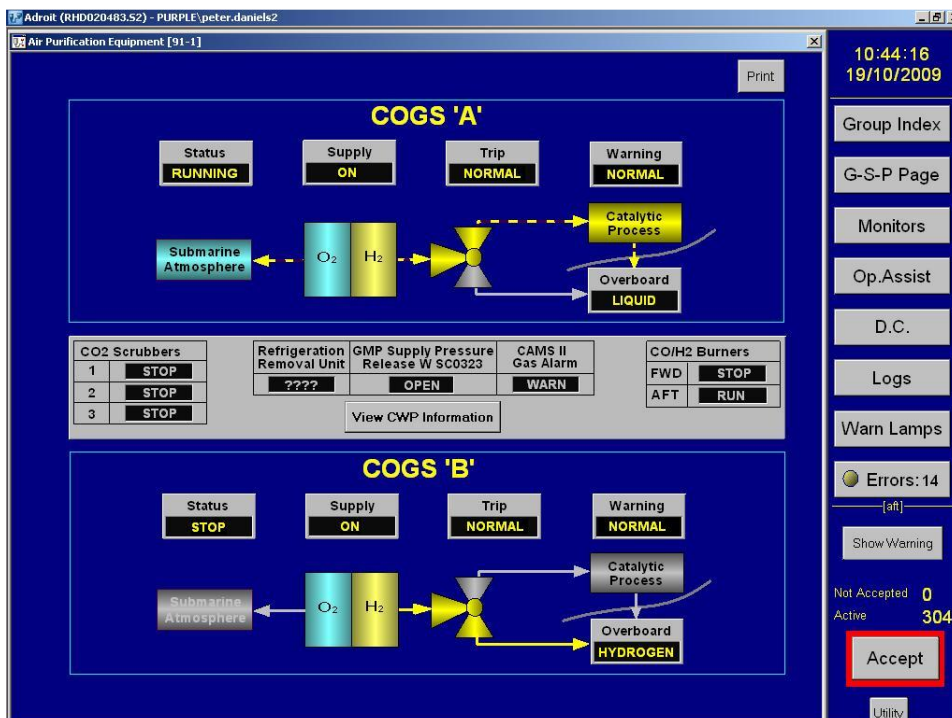 Adroit (RHD020483.S2) - PURPLE\peter.daniels2
Air Purification Equipment [91-1]
10:44:16
19/10/2009
Print
COGS 'A'
Group Index
Status
RUNNING
Supply
ON
Trip
NORMAL
Warning
NORMAL
G-S-P Page
Monitors
Submarine
Atmosphere
O₂
H₂
Catalytic
Process
Overboard
LIQUID
Op.Assist
D.C.
CO2 Scrubbers
1 STOP
2 STOP
3 STOP
Refrigeration
Removal Unit
????
GMP Supply Pressure
Release W SC0323
OPEN
CAMS II
Gas Alarm
WARN
View CWP Information
CO/H2 Burners
FWD STOP
AFT RUN
Logs
Warn Lamps
COGS 'B'
Errors:14
[aft]
Status
STOP
Supply
ON
Trip
NORMAL
Warning
NORMAL
Show Warning
Submarine
Atmosphere
O₂
H₂
Catalytic
Process
Overboard
HYDROGEN
Not Accepted 0
Active 304
Accept
Utility